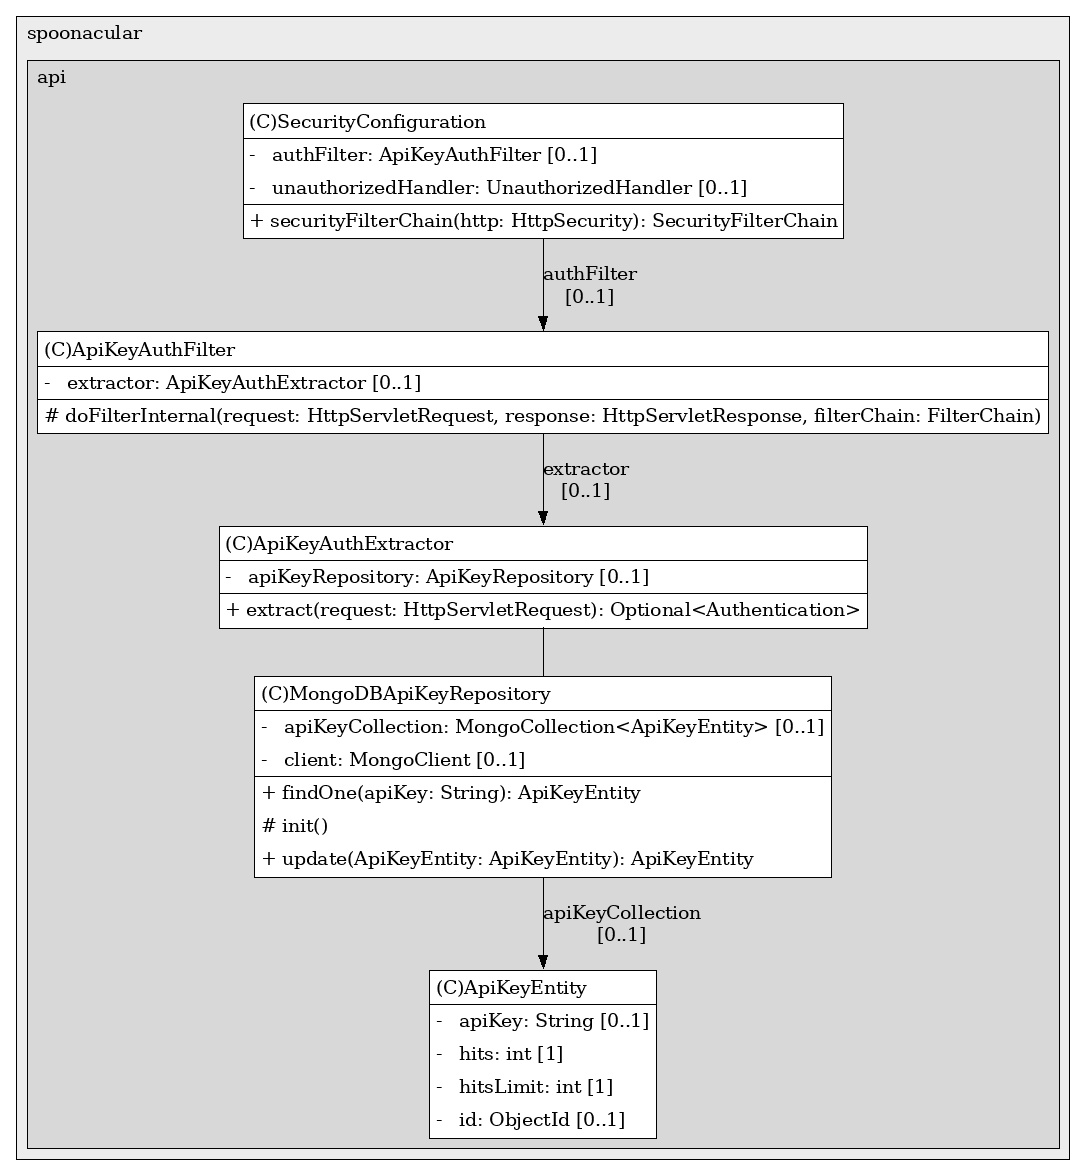 spoonacular
api
(C)SecurityConfiguration
- authFilter: ApiKeyAuthFilter [0..1]
- unauthorizedHandler: UnauthorizedHandler [0..1]
+ securityFilterChain(http: HttpSecurity): SecurityFilterChain
authFilter
[0..1]
(C)ApiKeyAuthFilter
- extractor: ApiKeyAuthExtractor [0..1]
# doFilterInternal(request: HttpServletRequest, response: HttpServletResponse, filterChain: FilterChain)
extractor
[0..1]
(C)ApiKeyAuthExtractor
- apiKeyRepository: ApiKeyRepository [0..1]
+ extract(request: HttpServletRequest): Optional<Authentication>
(C)MongoDBApiKeyRepository
- apiKeyCollection: MongoCollection<ApiKeyEntity> [0..1]
- client: MongoClient [0..1]
+ findOne(apiKey: String): ApiKeyEntity
# init()
+ update(ApiKeyEntity: ApiKeyEntity): ApiKeyEntity
apiKeyCollection
[0..1]
(C)ApiKeyEntity
- apiKey: String [0..1]
- hits: int [1]
- hitsLimit: int [1]
- id: ObjectId [0..1]